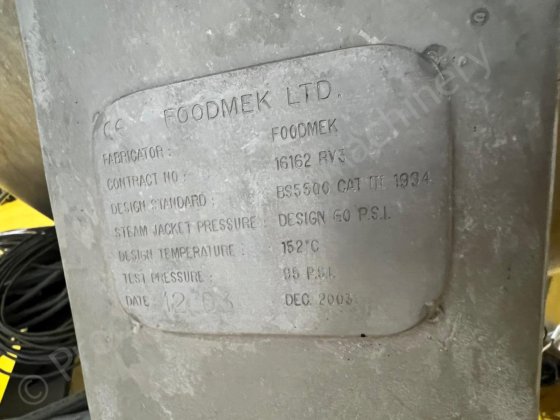 CE FOODMEK LTD.
FABRICATOR : FOODMEK
CONTRACT NO : 16162 RV3
DESIGN STANDARD : BS5500 CAT III 1994
STEAM JACKET PRESSURE : DESIGN 60 P.S.I.
DESIGN TEMPERATURE : 152°C
TEST PRESSURE : 95 P.S.I.
DATE 12.03 DEC. 2003